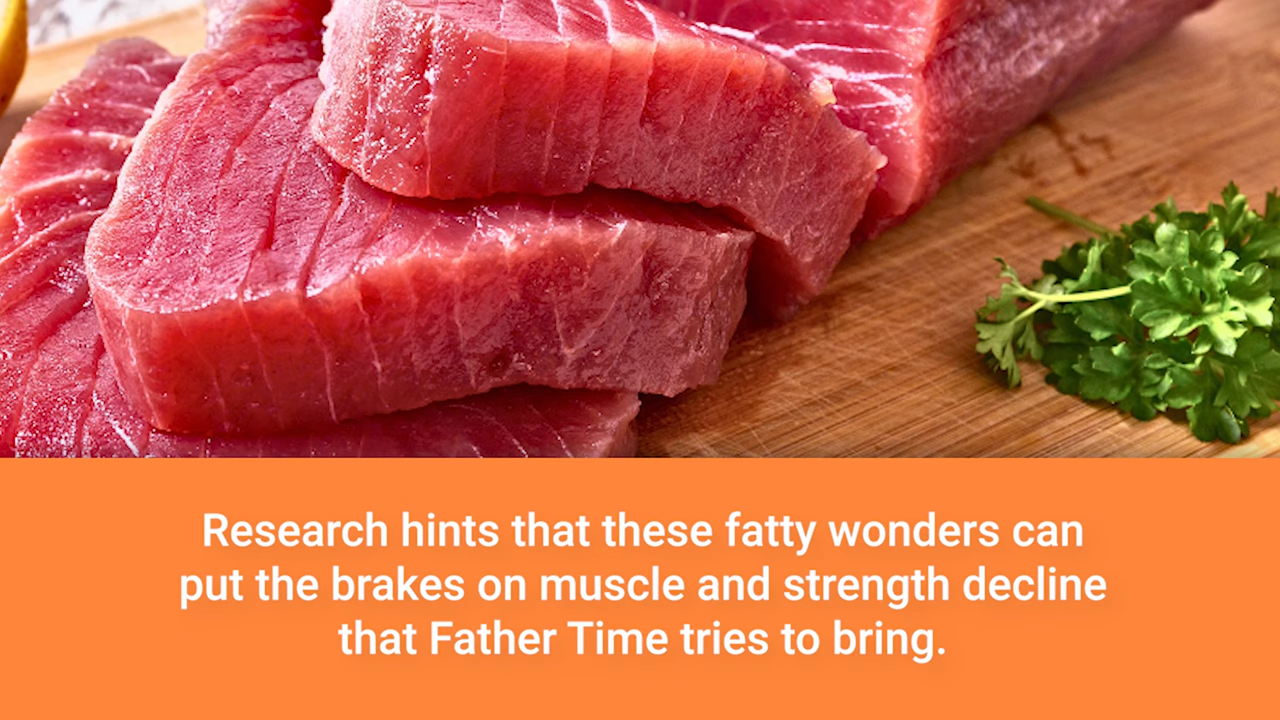 Research hints that these fatty wonders can
put the brakes on muscle and strength decline
that Father Time tries to bring.